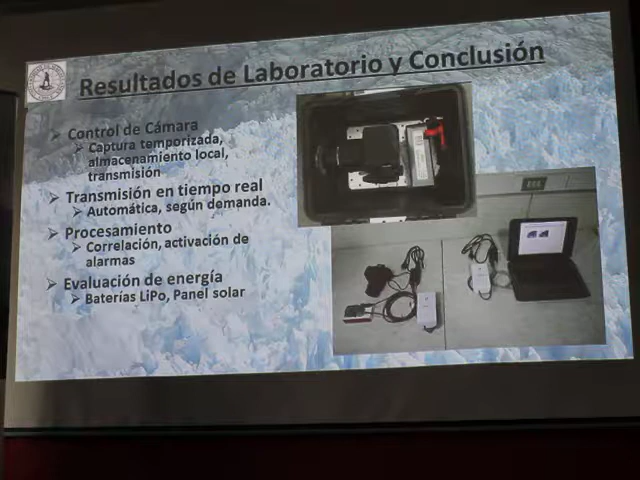 Resultados de Laboratorio y Conclusión
➢ Control de Cámara
➢ Captura temporizada,
almacenamiento local,
transmisión
➢ Transmisión en tiempo real
➢ Automática, según demanda.
➢ Procesamiento
➢ Correlación, activación de
alarmas
➢ Evaluación de energía
➢ Baterías LiPo, Panel solar